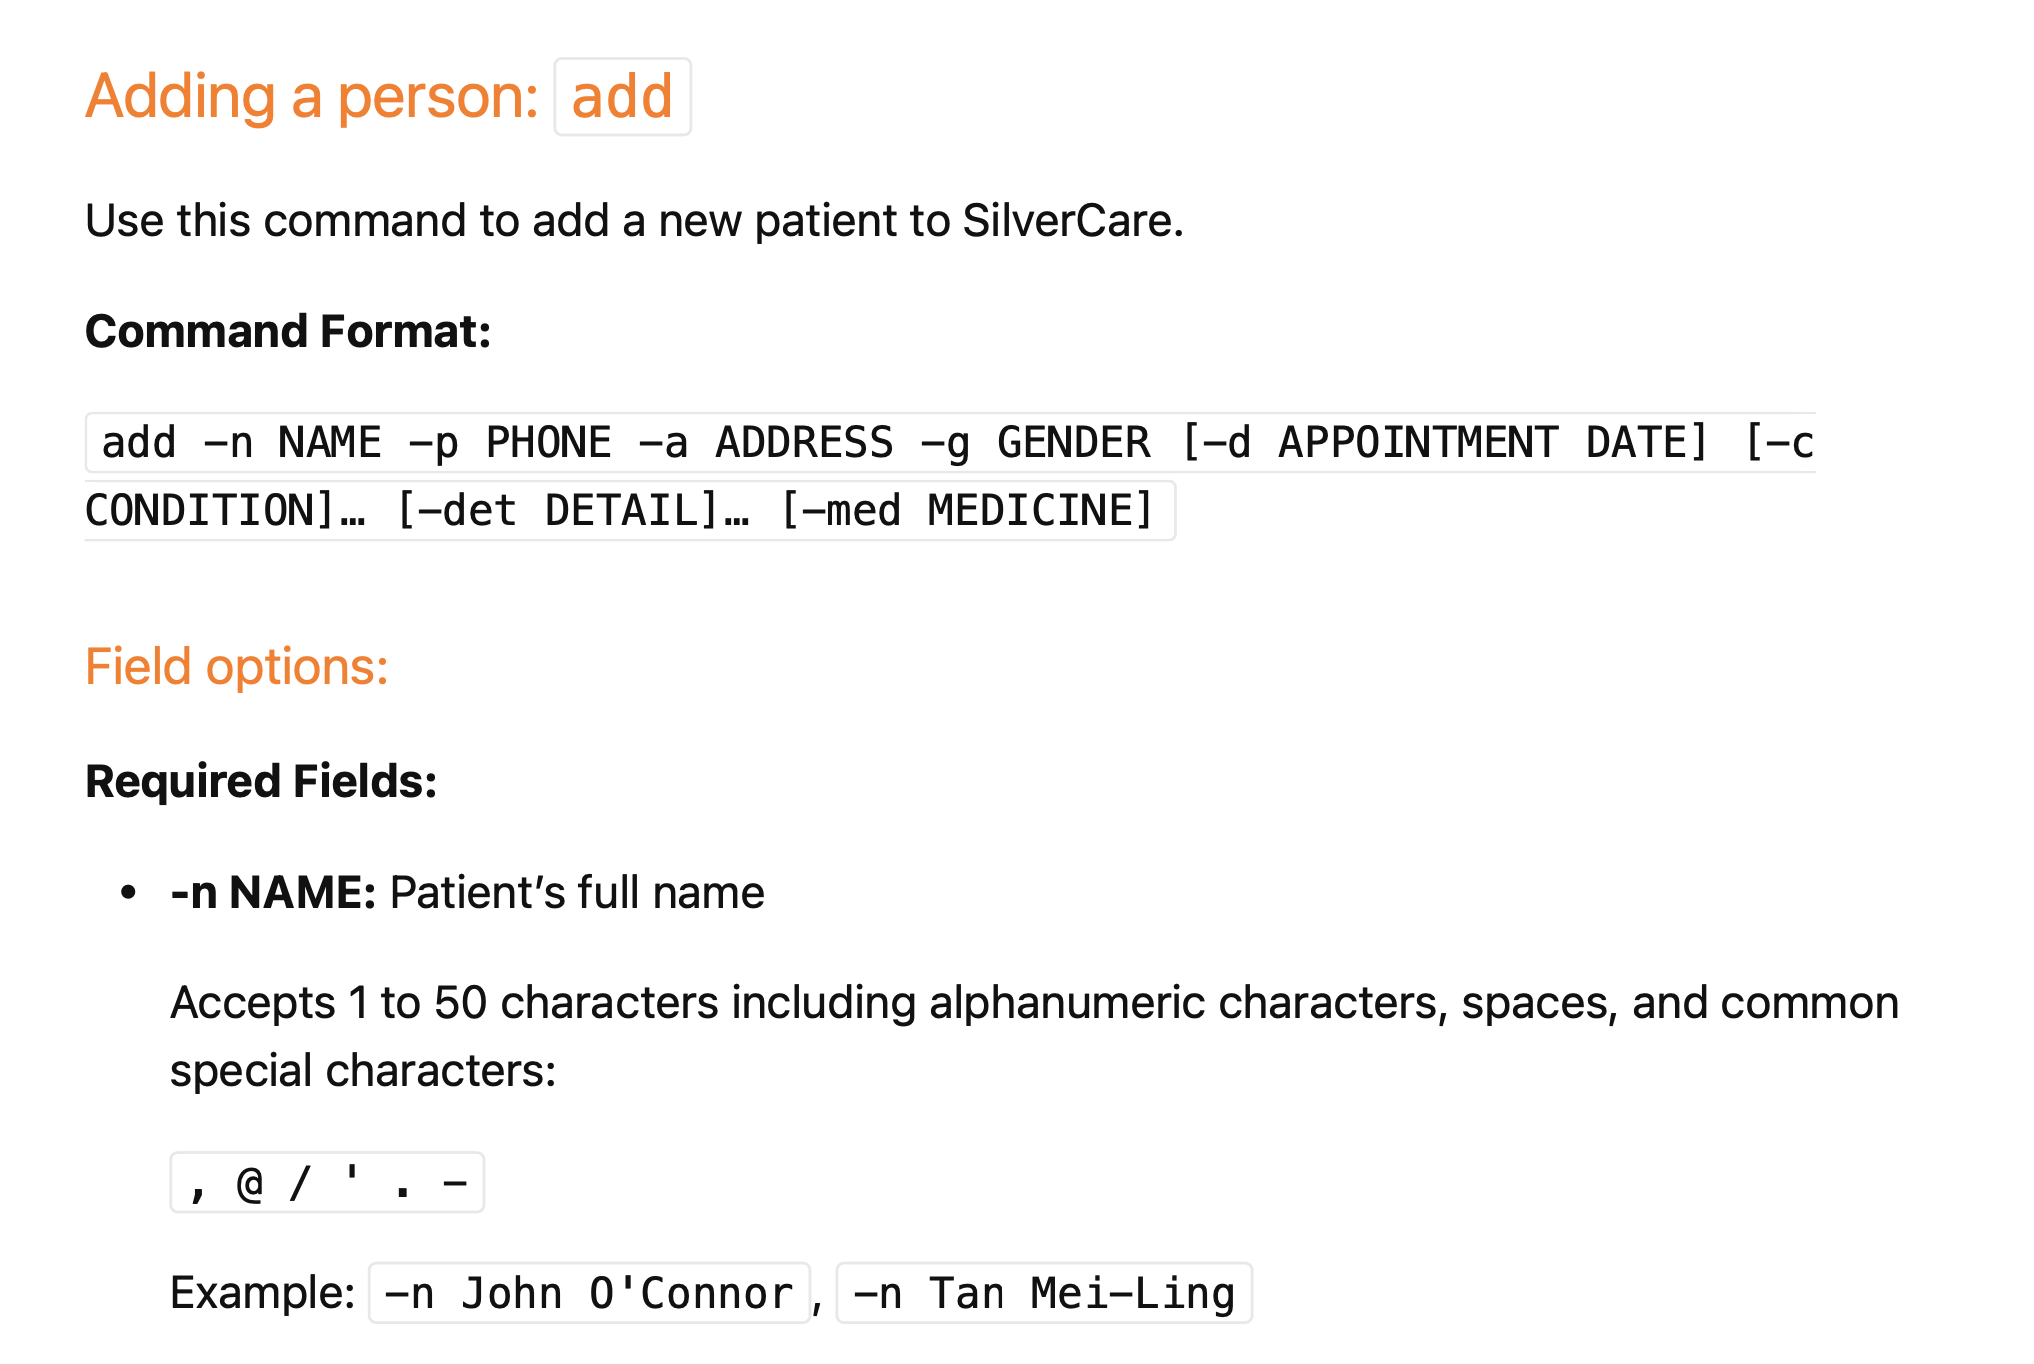 Adding a person: add
Use this command to add a new patient to SilverCare.
Command Format:
add -n NAME -p PHONE -a ADDRESS -g GENDER [-d APPOINTMENT DATE] [-c
CONDITION]… [-det DETAIL]… [-med MEDICINE]
Field options:
Required Fields:
• -n NAME: Patient’s full name
Accepts 1 to 50 characters including alphanumeric characters, spaces, and common
special characters:
, @ / ' . -
Example: -n John O'Connor, -n Tan Mei-Ling